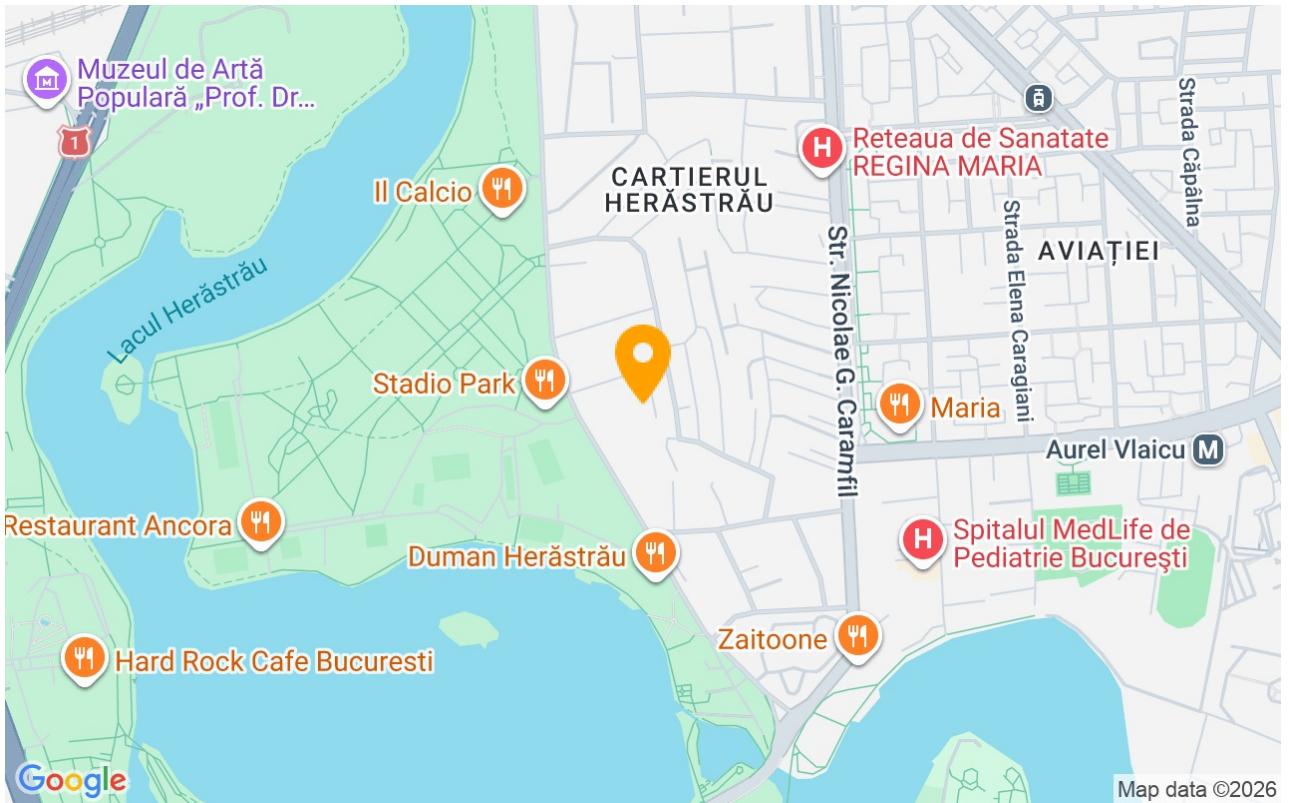 Muzeul de Artă
Populară „Prof. Dr...
1
Il Calcio
CARTIERUL
HERĂSTRĂU
H
Reteaua de Sanatate
REGINA MARIA
Strada Căpâlna
Strada Elena Caragiani
AVIAȚIEI
Str. Nicolae G. Caramfil
Lacul Herăstrău
Stadio Park
Maria
Aurel Vlaicu M
Restaurant Ancora
Duman Herăstrău
H
Spitalul MedLife de
Pediatrie Bucureşti
Zaitoone
Hard Rock Cafe Bucuresti
Google
Map data ©2026